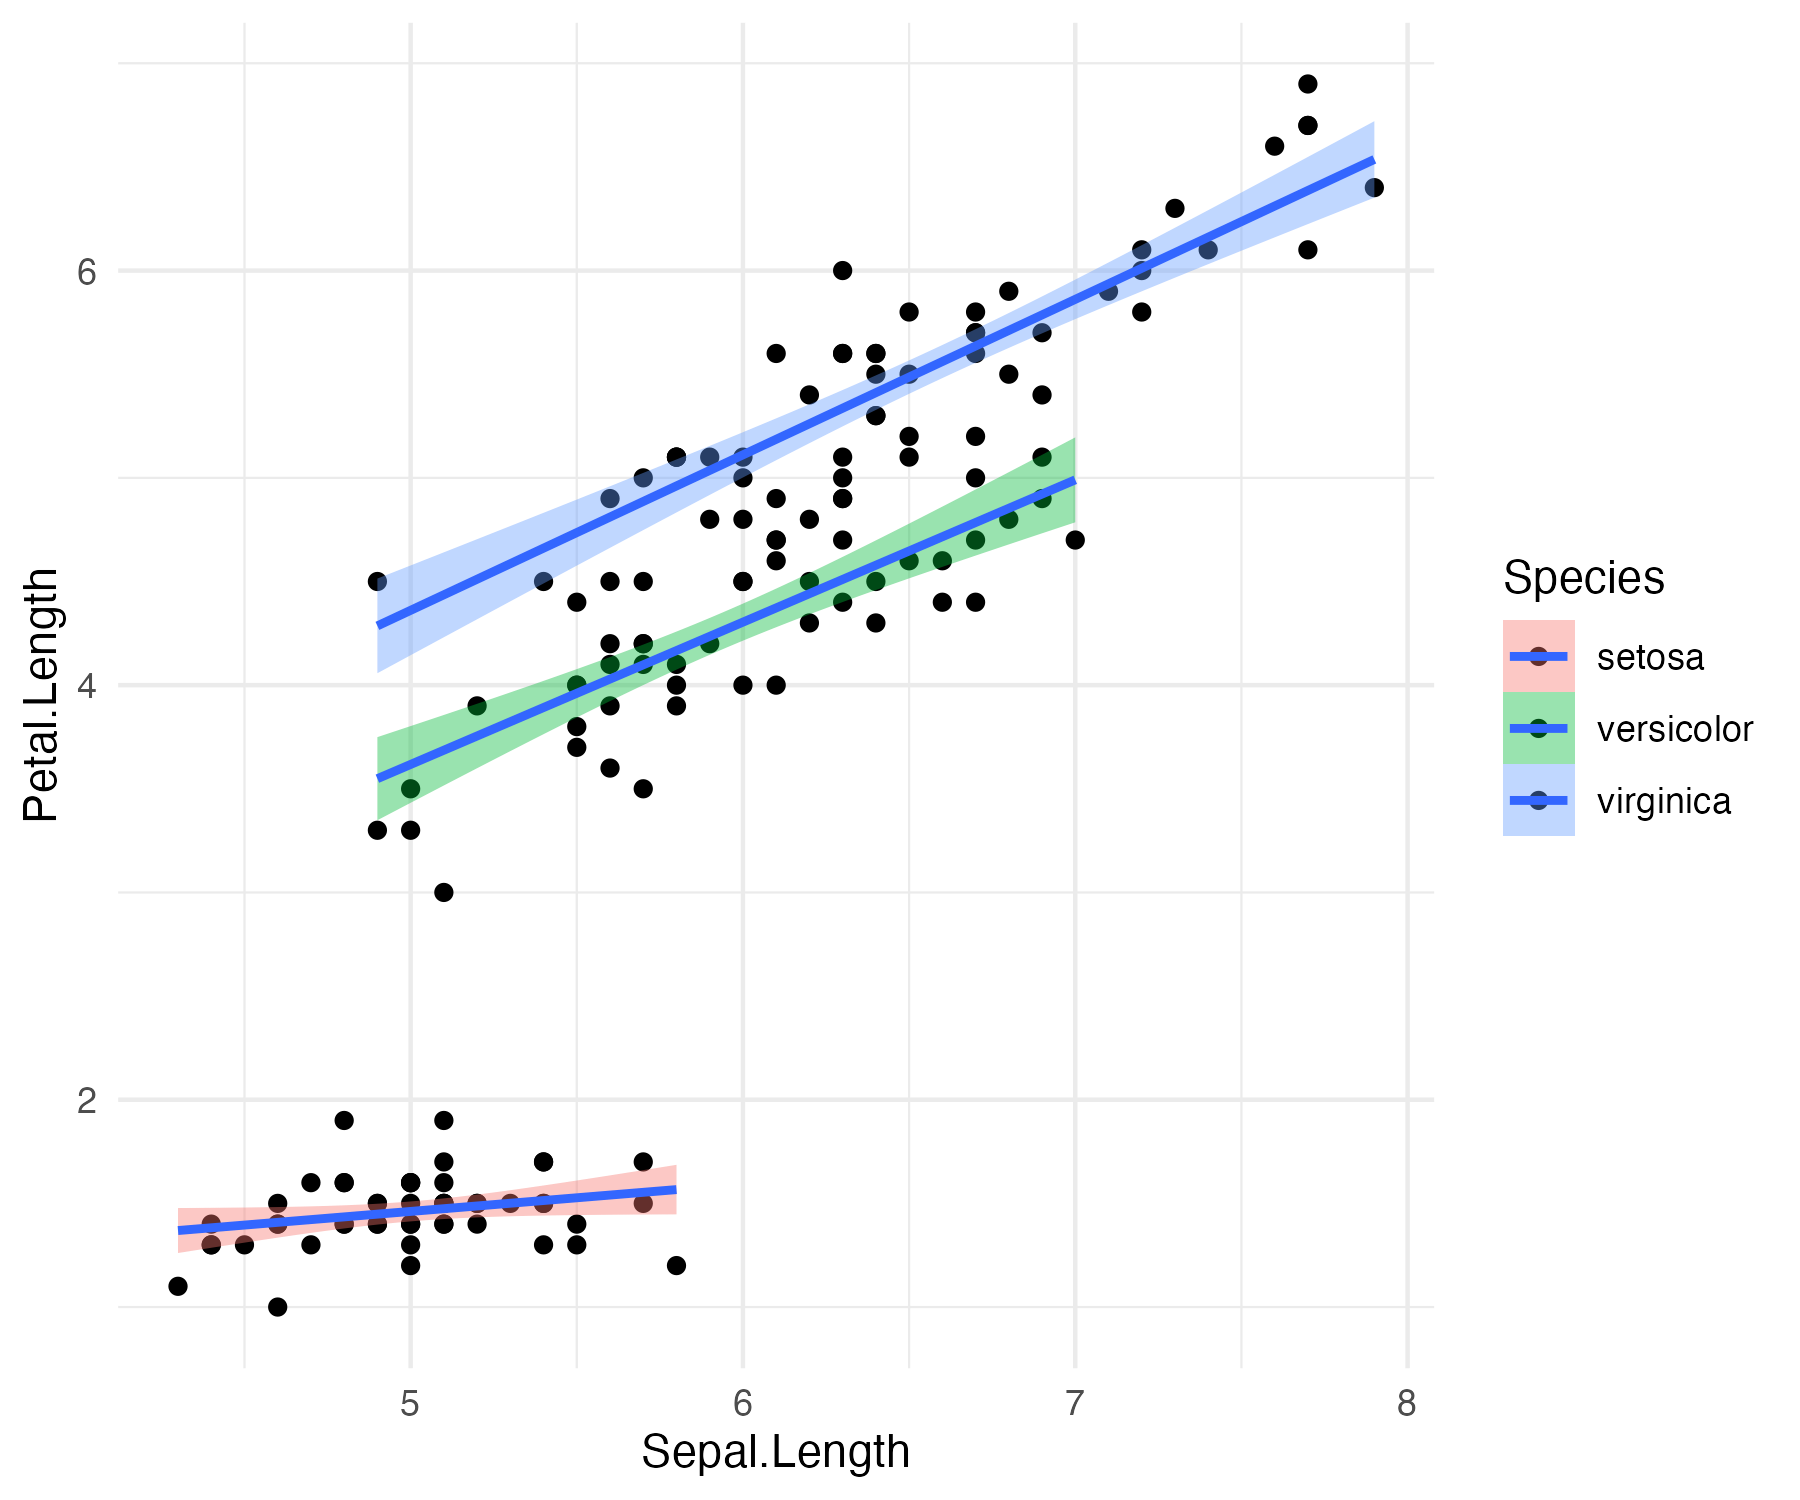 6
4
2
Petal.Length
5 6 7 8
Sepal.Length
Species
setosa
versicolor
virginica